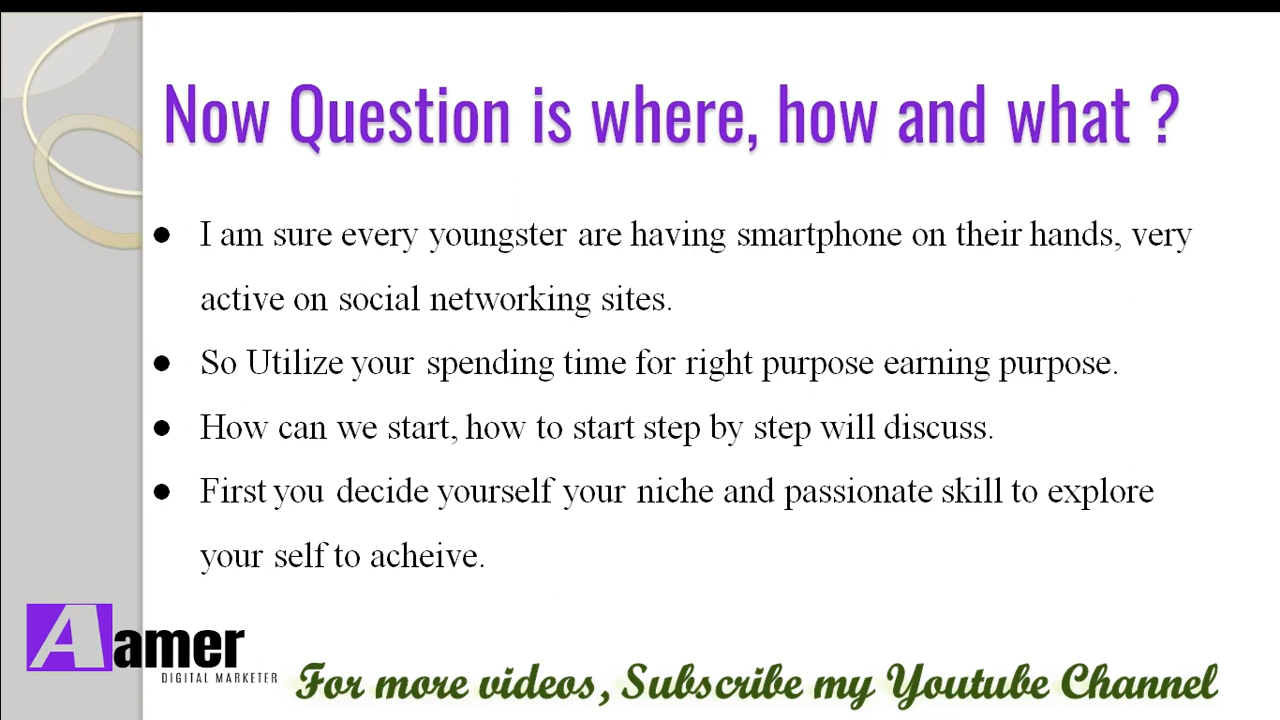 Now Question is where, how and what ?
● I am sure every youngster are having smartphone on their hands, very
active on social networking sites.
● So Utilize your spending time for right purpose earning purpose.
● How can we start, how to start step by step will discuss.
● First you decide yourself your niche and passionate skill to explore
your self to acheive.
Aamer
DIGITAL MARKETER
For more videos, Subscribe my Youtube Channel